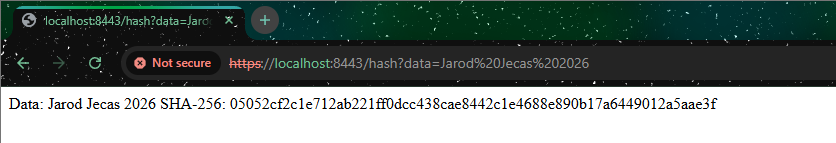 localhost:8443/hash?data=Jarod
Not secure
https://localhost:8443/hash?data=Jarod%20Jecas%202026
Data: Jarod Jecas 2026 SHA-256: 05052cf2c1e712ab221ff0dcc438cae8442c1e4688e890b17a6449012a5aae3f